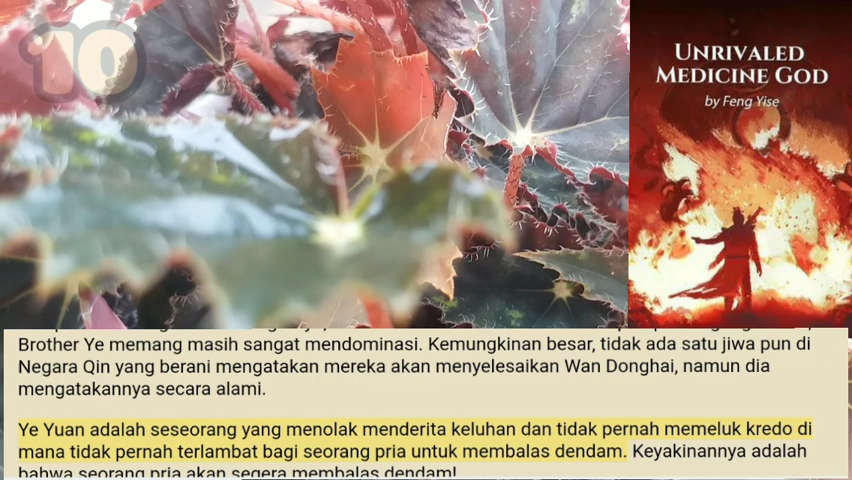 10
UNRIVALED
MEDICINE GOD
by Feng Yise
Brother Ye memang masih sangat mendominasi. Kemungkinan besar, tidak ada satu jiwa pun di
Negara Qin yang berani mengatakan mereka akan menyelesaikan Wan Donghai, namun dia
mengatakannya secara alami.
Ye Yuan adalah seseorang yang menolak menderita keluhan dan tidak pernah memeluk kredo di
mana tidak pernah terlambat bagi seorang pria untuk membalas dendam. Keyakinannya adalah
bahwa seorang pria akan segera membalas dendam!